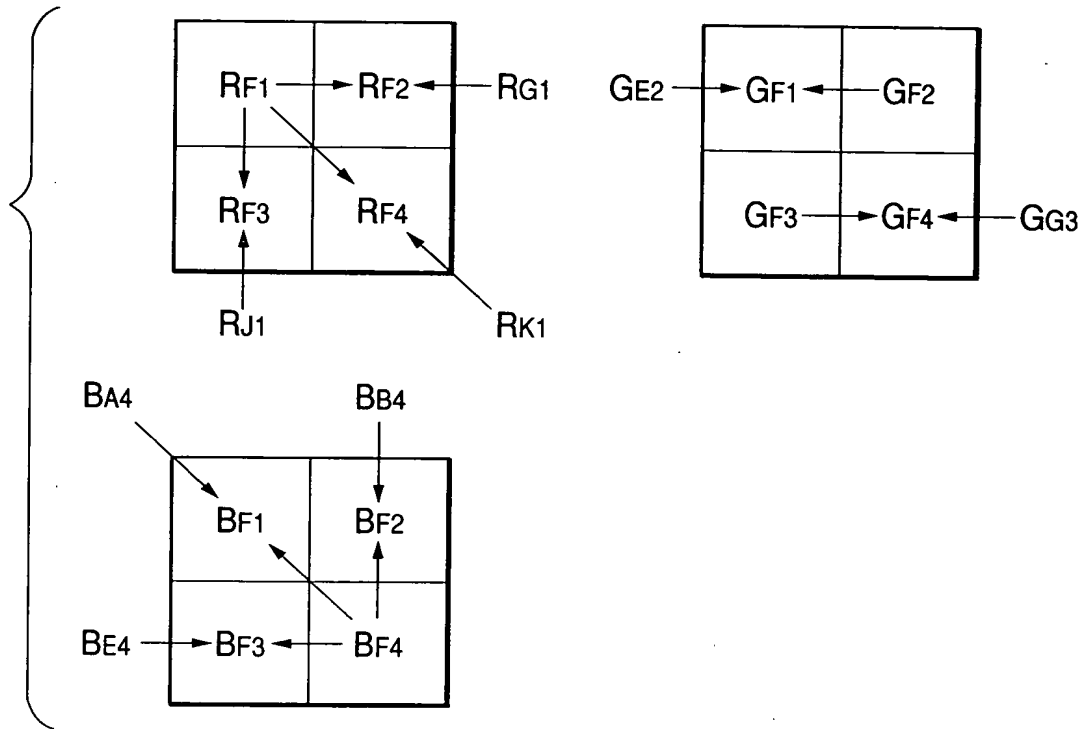 RF1 RF2 RG1
RF3 RF4
RJ1 RK1
GE2 GF1 GF2
GF3 GF4 GG3
BA4 BB4
BF1 BF2
BE4 BF3 BF4